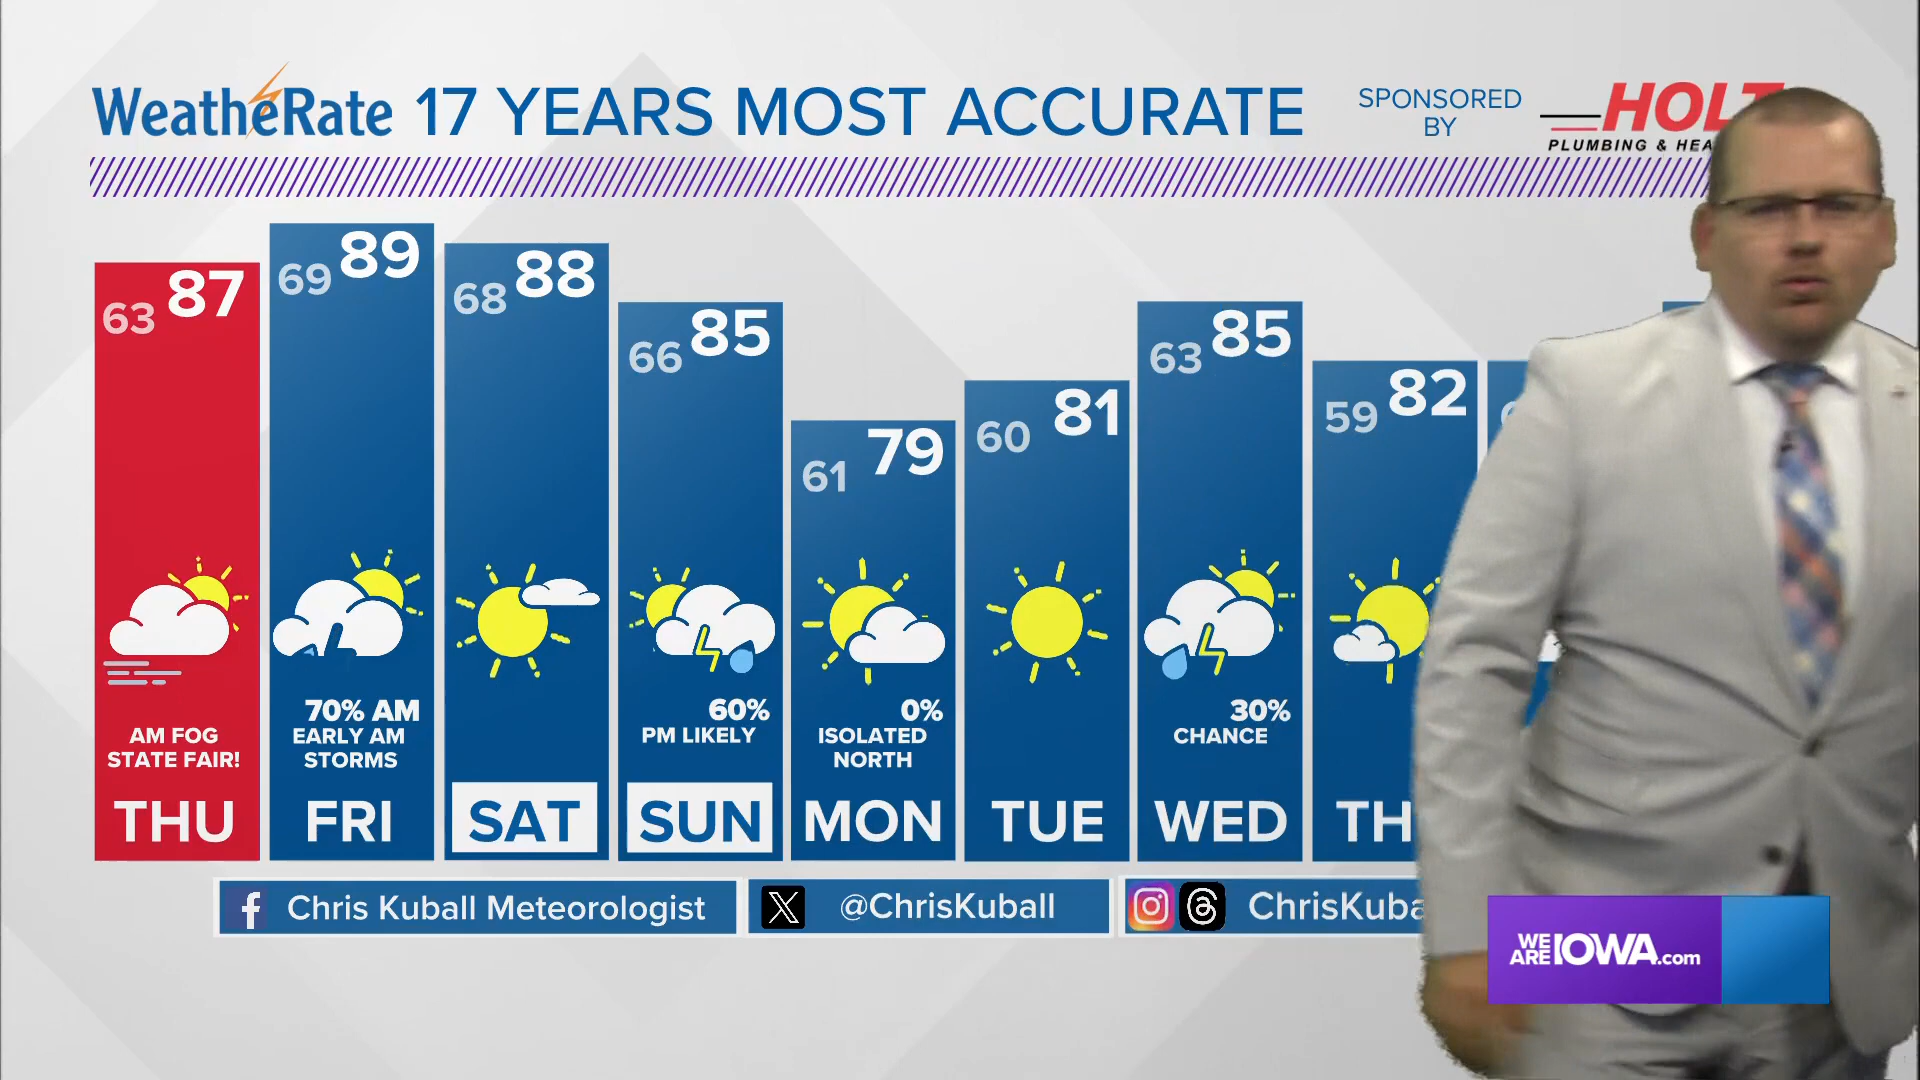 WeatheRate 17 YEARS MOST ACCURATE
SPONSORED
BY
HOLT
PLUMBING & HEA
63 87
69 89
68 88
66 85
61 79
60 81
63 85
59 82
AM FOG
STATE FAIR!
70% AM
EARLY AM
STORMS
60%
PM LIKELY
0%
ISOLATED
NORTH
30%
CHANCE
THU
FRI
SAT
SUN
MON
TUE
WED
TH
f Chris Kuball Meteorologist
X @ChrisKuball
ChrisKuba
WE
ARE
IOWA.com